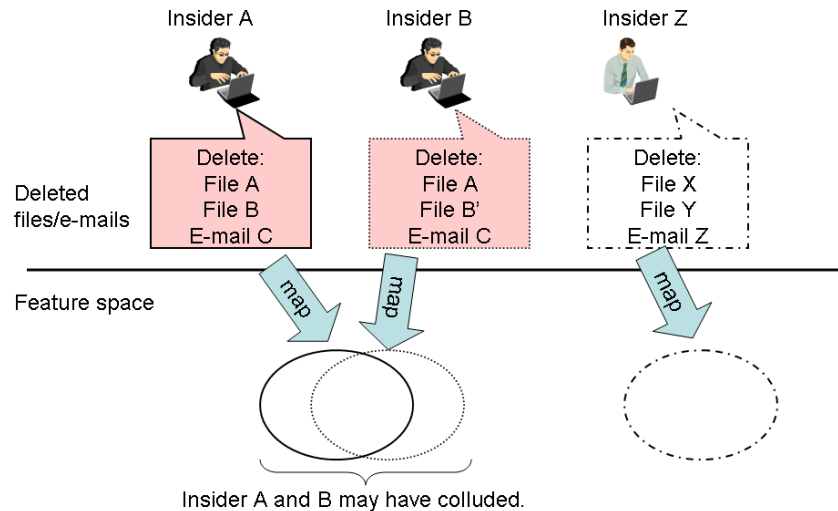 Insider A
Insider B
Insider Z
Deleted files/e-mails
Delete:
File A
File B
E-mail C
Delete:
File A
File B’
E-mail C
Delete:
File X
File Y
E-mail Z
Feature space
map
map
map
Insider A and B may have colluded.